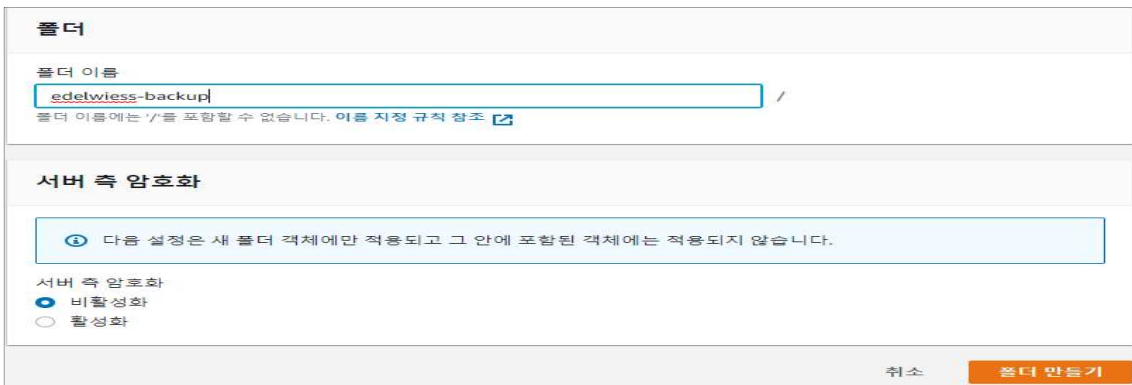 폴더
폴더 이름
edelwiess-backup
/
폴더 이름에는 '/'를 포함할 수 없습니다. 이름 지정 규칙 참조
서버 측 암호화
다음 설정은 새 폴더 객체에만 적용되고 그 안에 포함된 객체에는 적용되지 않습니다.
서버 측 암호화
비활성화
활성화
취소
폴더 만들기